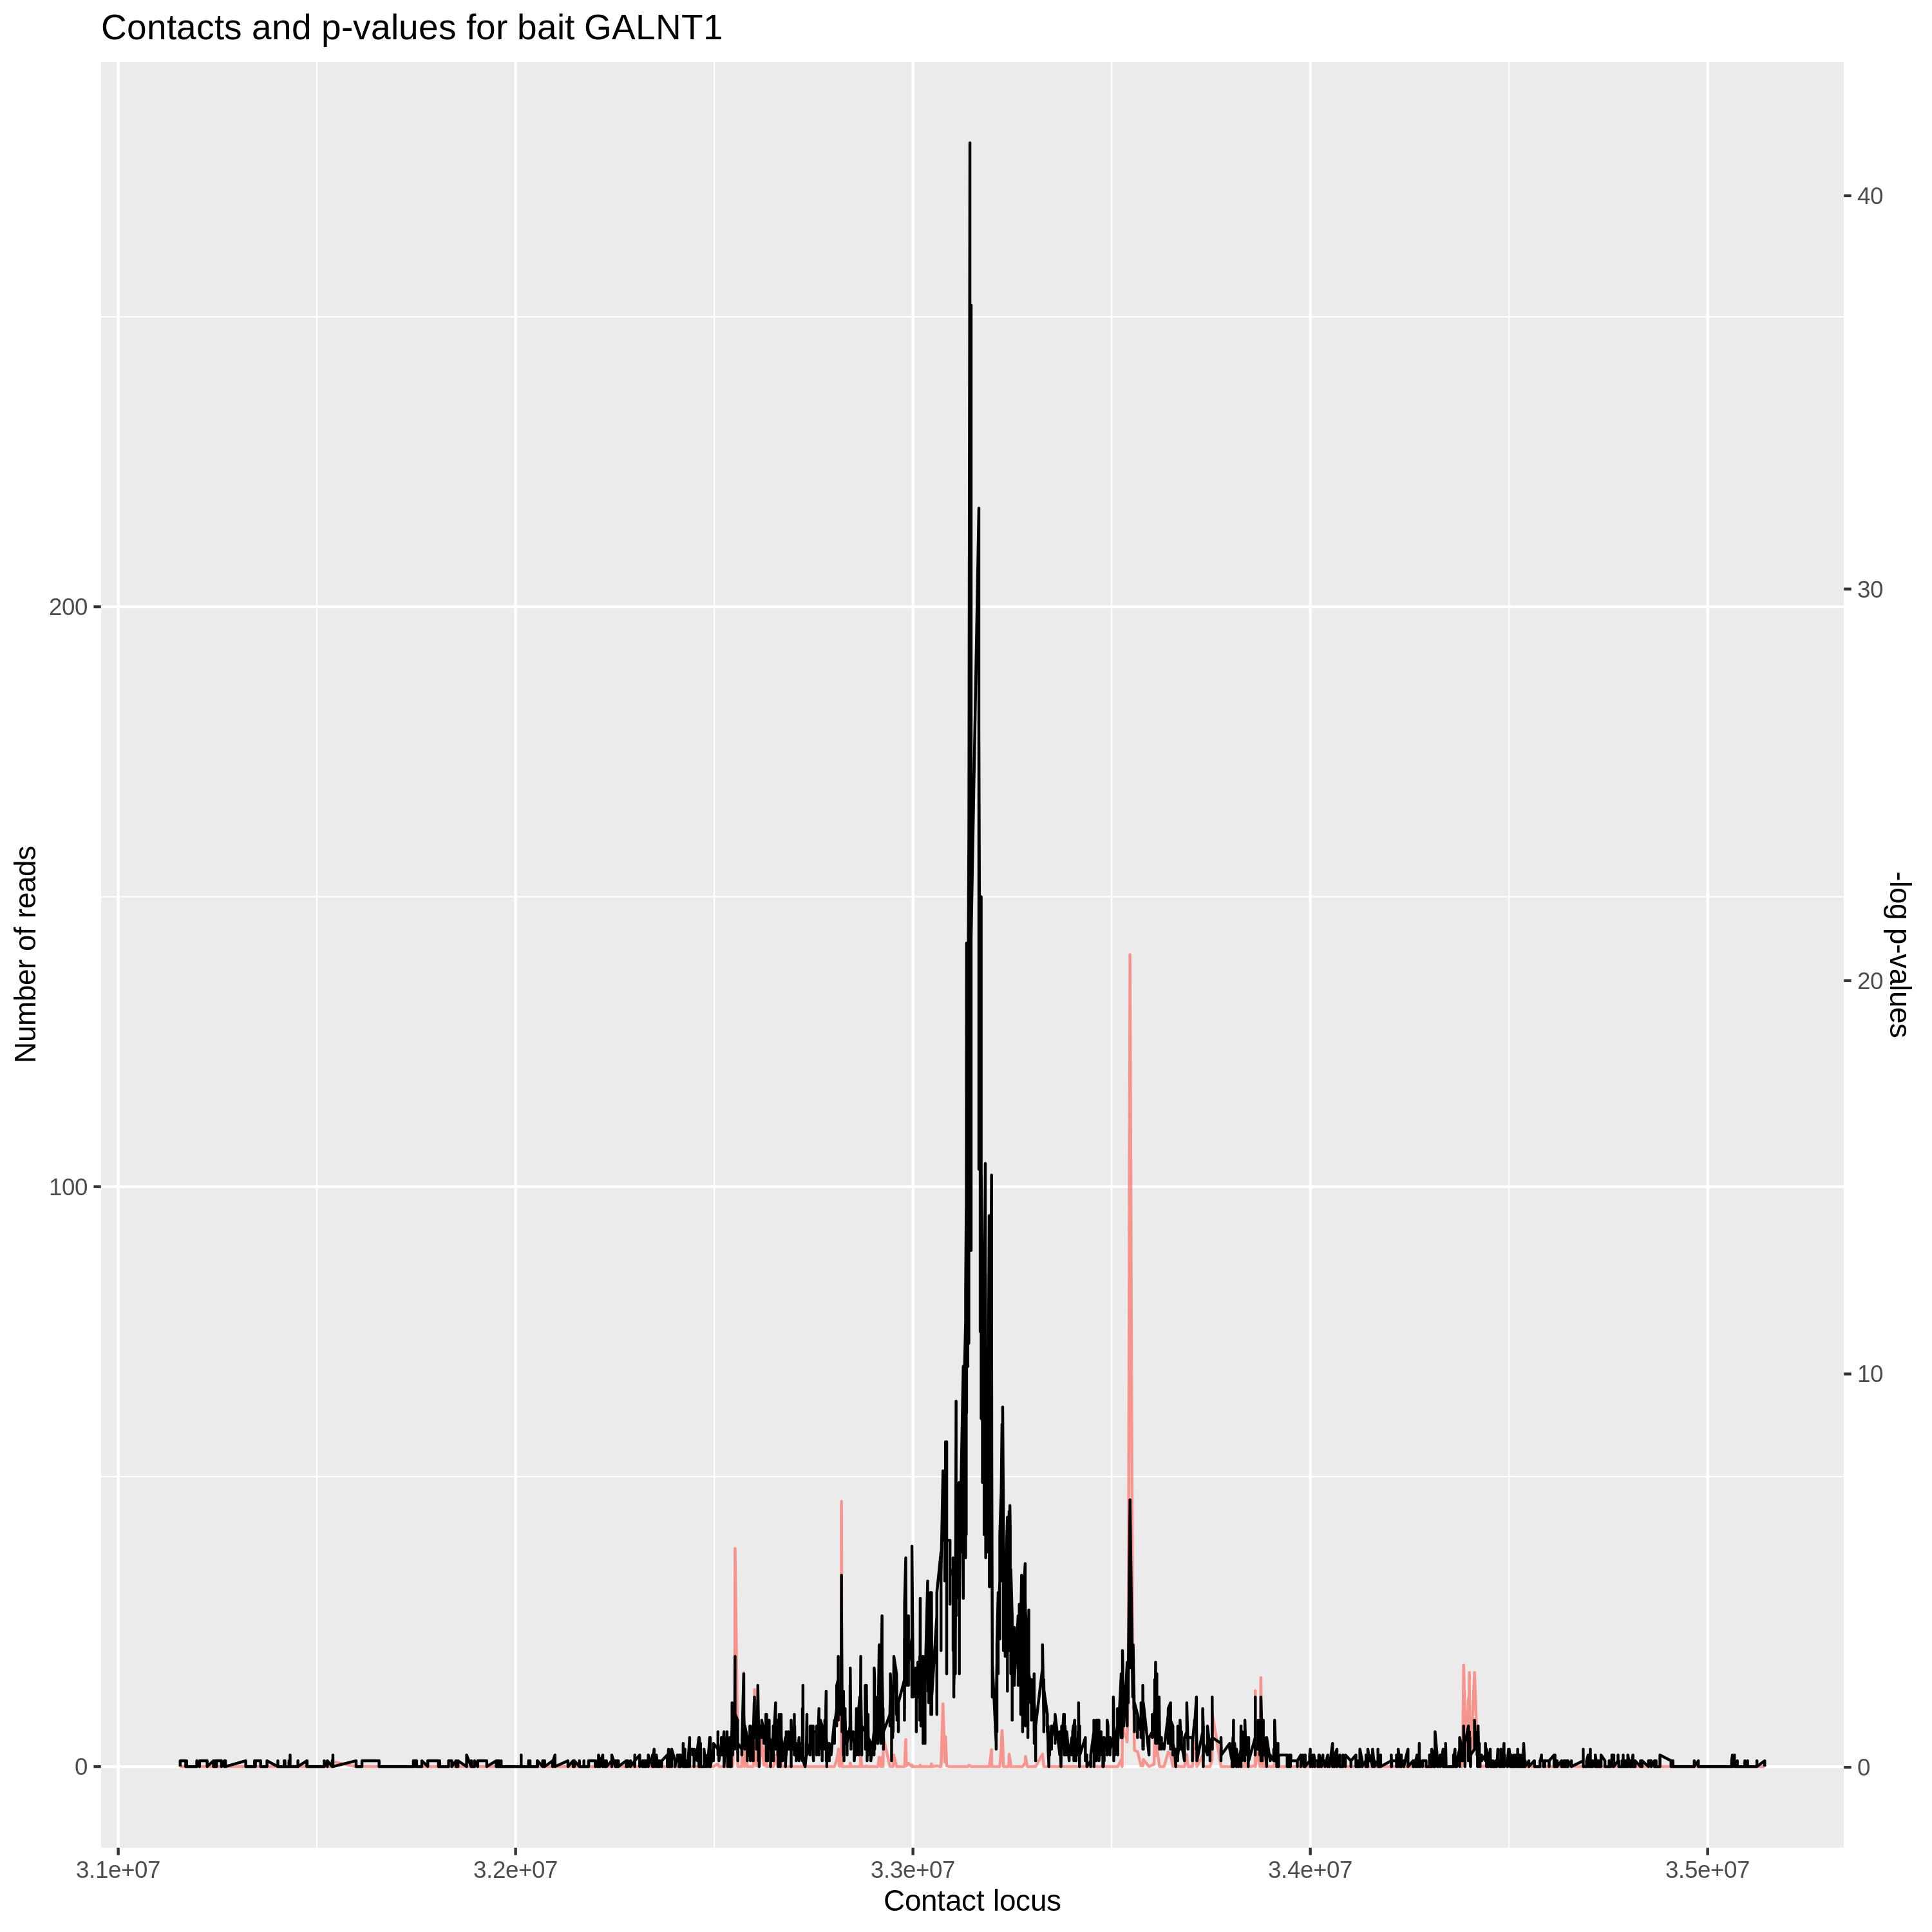 Contacts and p-values for bait GALNT1
Number of reads
200
100
0
40
30
20
10
0
-log p-values
3.1e+07 3.2e+07 3.3e+07 3.4e+07 3.5e+07
Contact locus